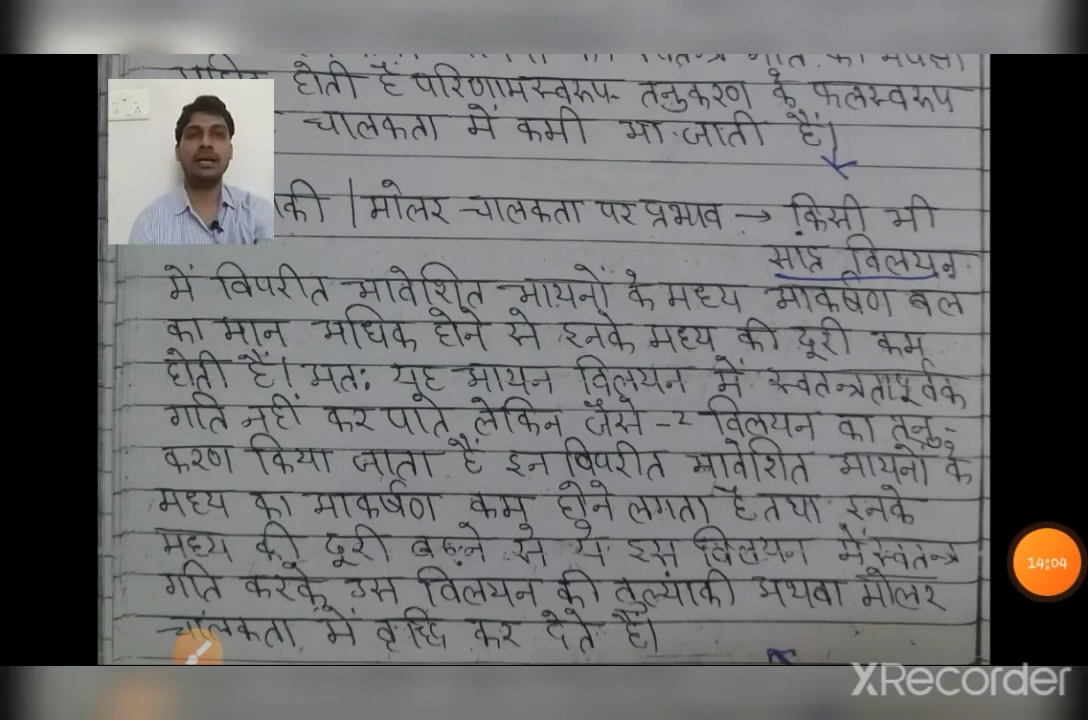 होती है परिणामस्वरूप तनुकरण के फलस्वरूप
चालकता में कमी आ जाती है।
की / मोलर चालकता पर प्रभाव → किसी भी
सान्द्र विलयन
में विपरीत आवेशित आयनों के मध्य आकर्षण बल
का मान अधिक होने से इनके मध्य की दूरी कम
होती है। अतः यह आयन विलयन में स्वतन्त्रतापूर्वक
गति नहीं कर पाते लेकिन जैसे-2 विलयन का तनु-
करण किया जाता है इन विपरीत आवेशित आयनों के
मध्य का आकर्षण कम होने लगता है तथा इनके
मध्य की दूरी बढ़ने से ये इस विलयन में स्वतन्त्र
गति करके उस विलयन की तुल्यांकी अथवा मोलर
चालकता में वृद्धि कर देते हैं।
14:04
XRecorder